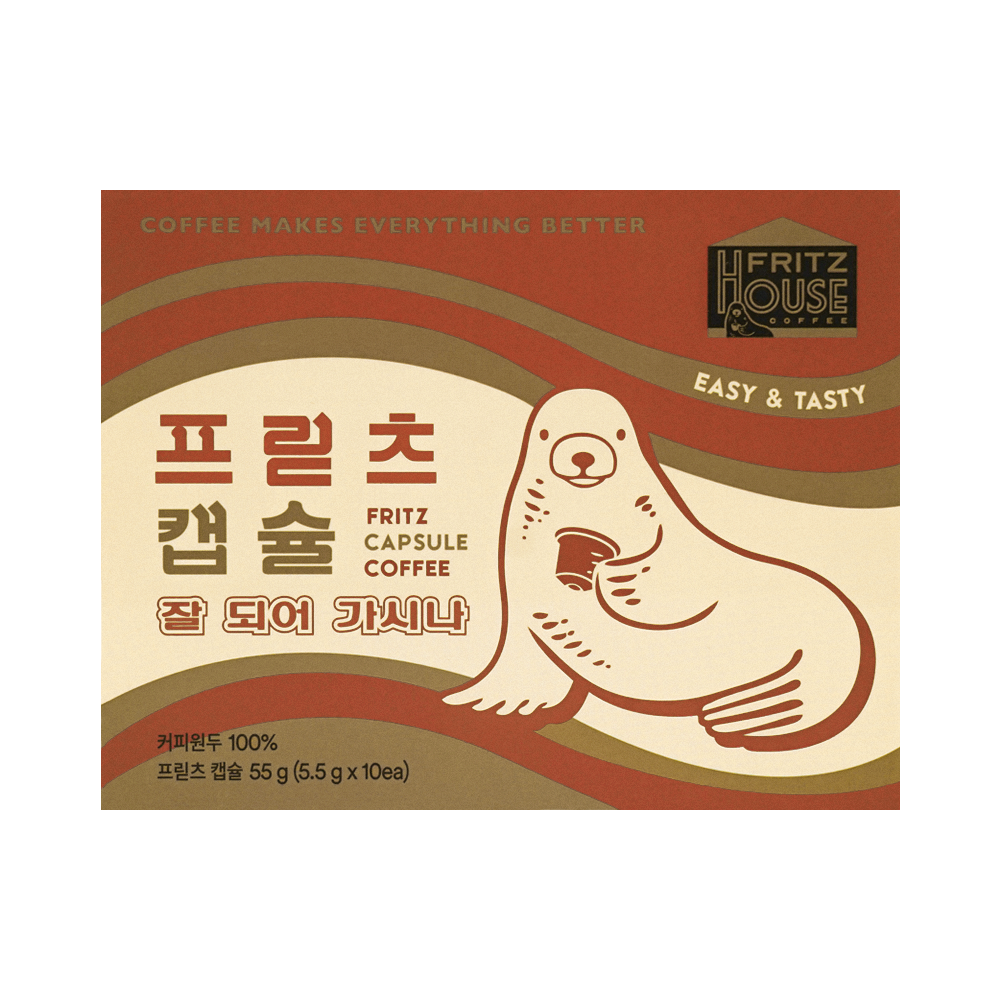 COFFEE MAKES EVERYTHING BETTER
FRITZ
HOUSE
COFFEE
EASY & TASTY
프릳츠
캡슐
FRITZ
CAPSULE
COFFEE
잘 되어 가시나
커피원두 100%
프릳츠 캡슐 55 g (5.5 g x 10ea)